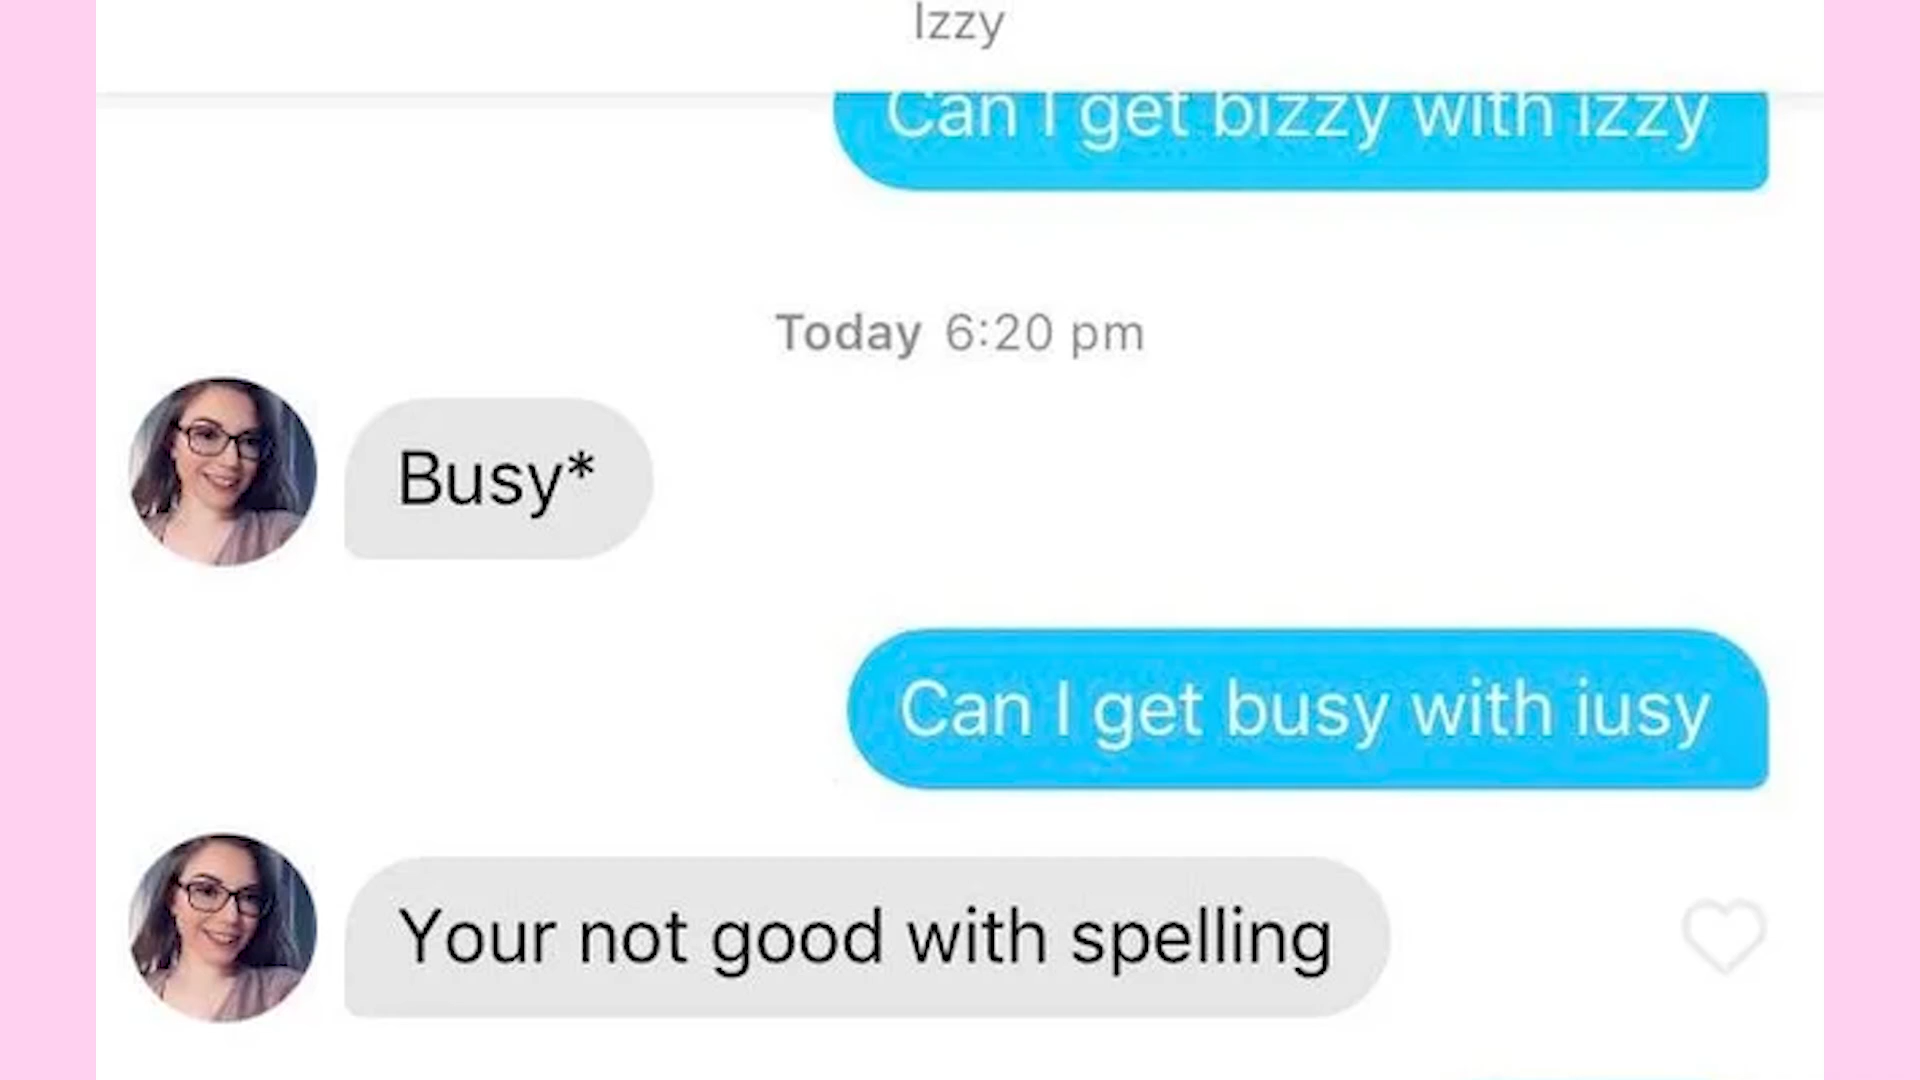 Izzy
Can I get bizzy with izzy
Today 6:20 pm
Busy*
Can I get busy with iusy
Your not good with spelling